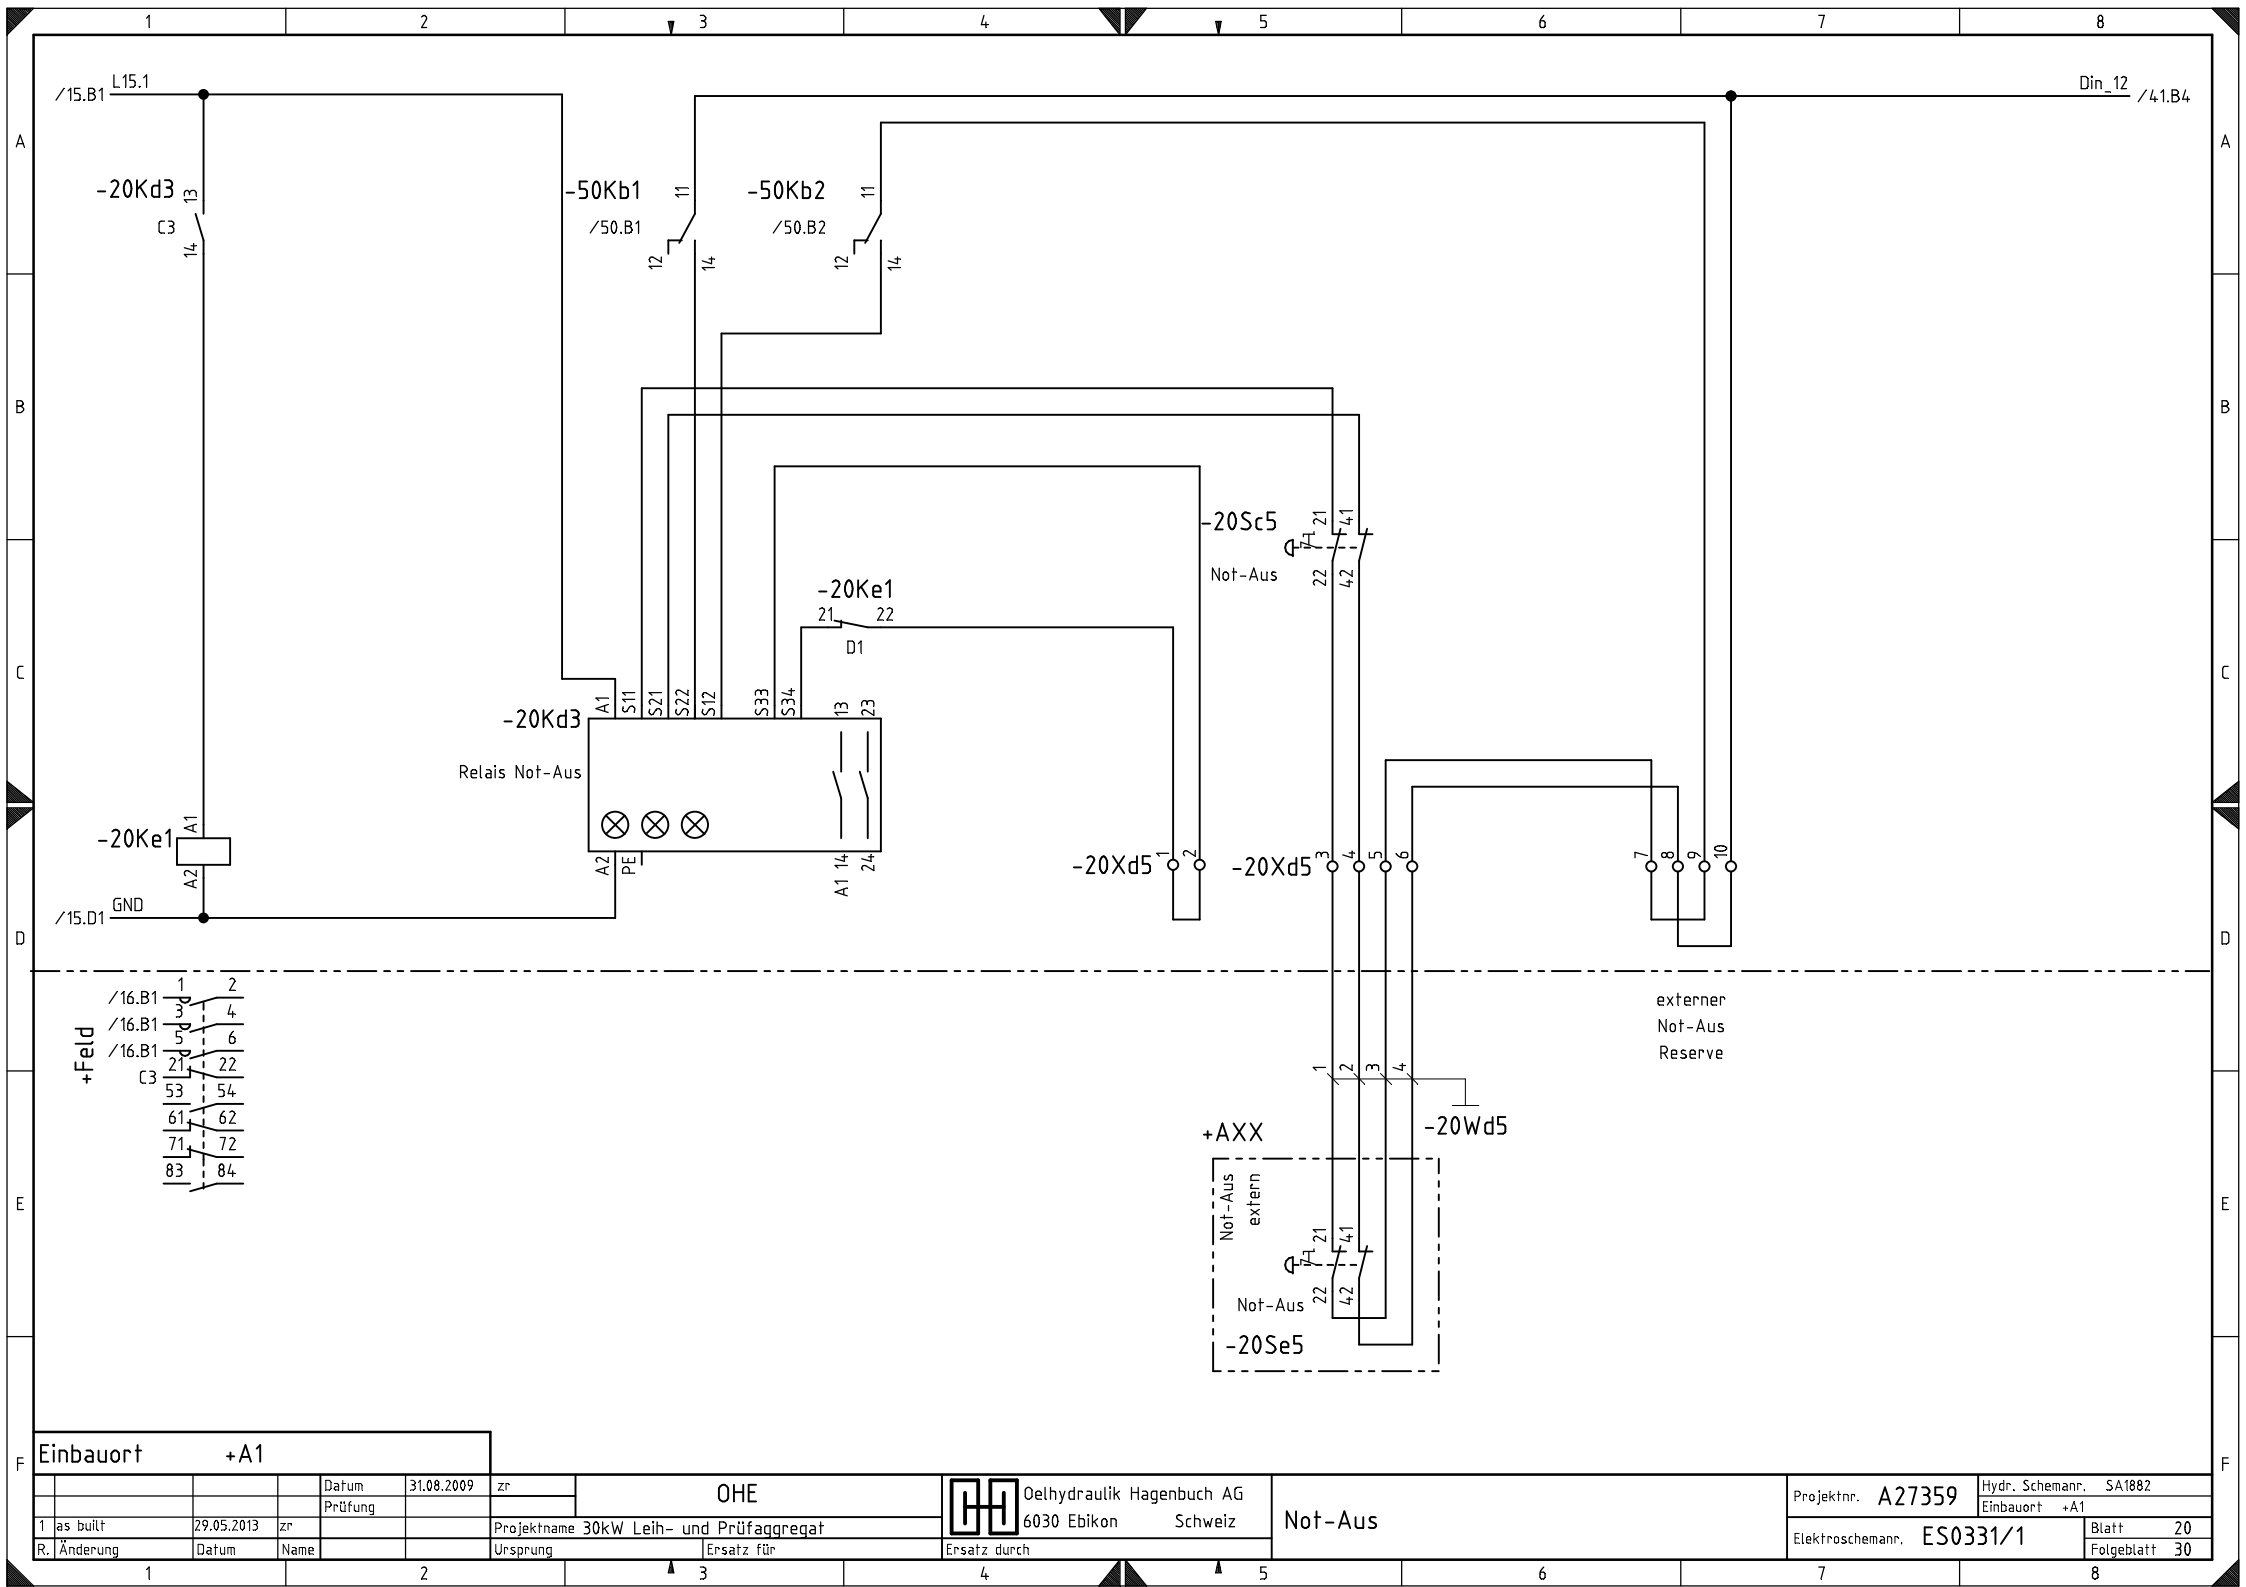 1 2 3 4 5 6 7 8
A
B
C
D
E
F
A
B
C
D
E
F
/15.B1 L15.1
Din_12 /41.B4
-20Kd3 13
C3
14
-50Kb1 11
/50.B1
12 14
-50Kb2 11
/50.B2
12 14
-20Sc5 21 41
Not-Aus 22 42
-20Ke1
21 22
D1
-20Kd3 A1 S11 S21 S22 S12 S33 S34 13 23
Relais Not-Aus
A2 PE A1 14 24
-20Ke1 A1
A2
/15.D1 GND
-20Xd5 1 2
-20Xd5 3 4 5 6
7 8 9 10
+Feld
/16.B1 1 2
/16.B1 3 4
/16.B1 5 6
C3 21 22
53 54
61 62
71 72
83 84
externer
Not-Aus
Reserve
1 2 3 4
-20Wd5
+AXX
Not-Aus
extern
21 41
22 42
Not-Aus
-20Se5
Einbauort +A1
Datum 31.08.2009 zr
Prüfung
1 as built 29.05.2013 zr
R. Änderung Datum Name
OHE
Projektname 30kW Leih- und Prüfaggregat
Ursprung Ersatz für Ersatz durch
Oelhydraulik Hagenbuch AG
6030 Ebikon Schweiz
Not-Aus
Projektnr. A27359
Hydr. Schemanr. SA1882
Einbauort +A1
Elektroschemanr. ES0331/1
Blatt 20
Folgeblatt 30
1 2 3 4 5 6 7 8